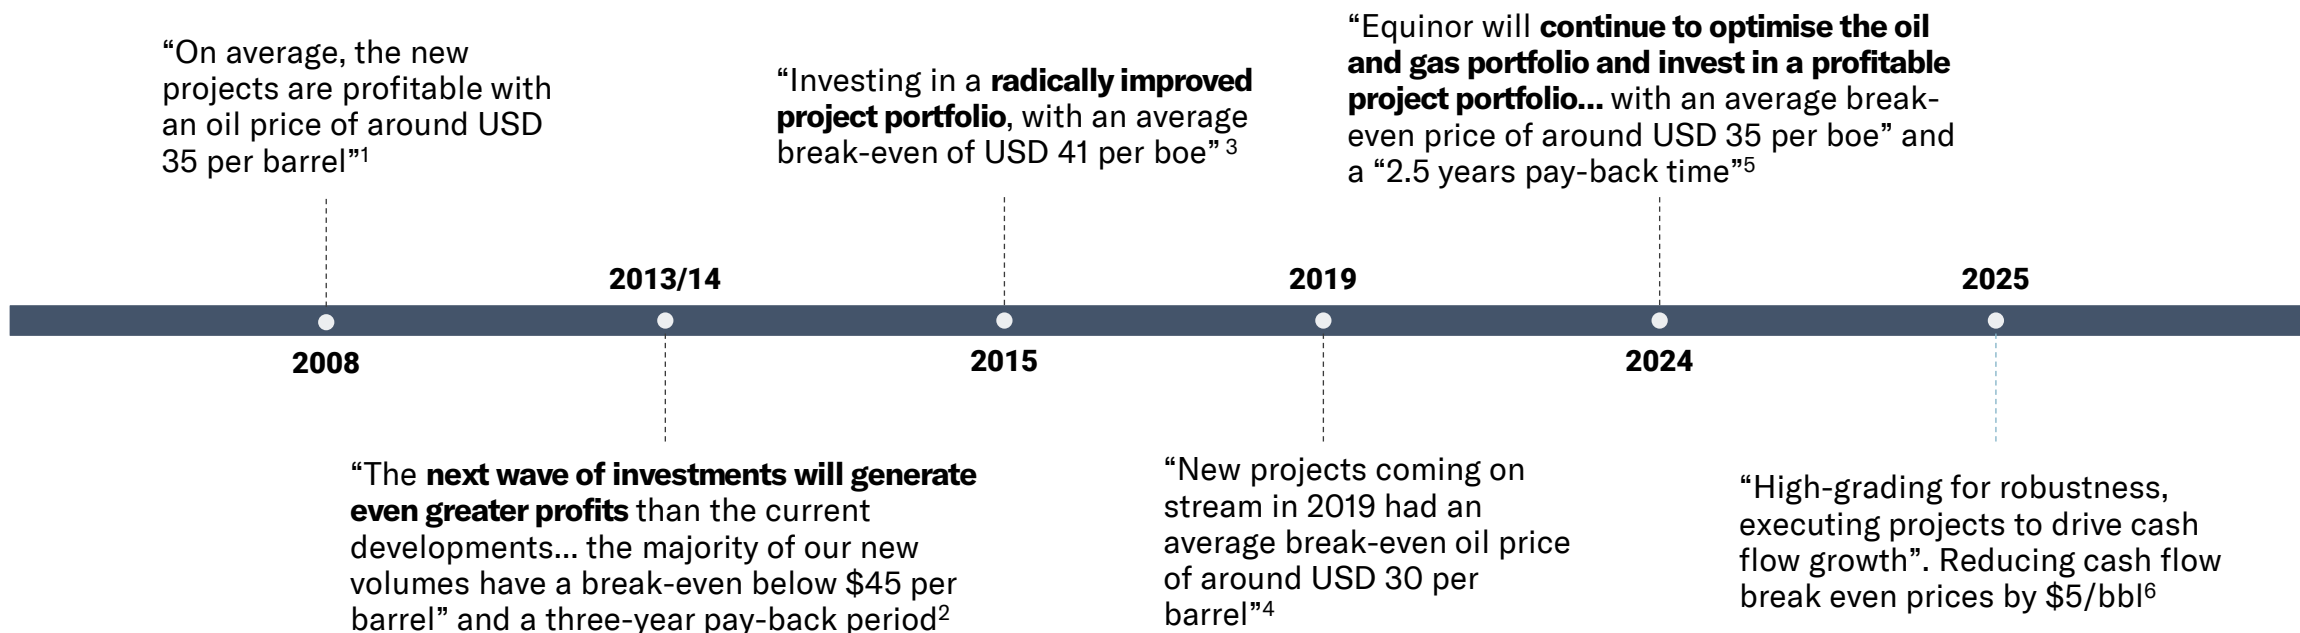 “On average, the new
projects are profitable with
an oil price of around USD
35 per barrel”1
“Investing in a radically improved
project portfolio, with an average
break-even of USD 41 per boe” 3
“Equinor will continue to optimise the oil
and gas portfolio and invest in a profitable
project portfolio... with an average break-
even price of around USD 35 per boe” and
a “2.5 years pay-back time”5
2013/14
2019
2025
2008
2015
2024
“The next wave of investments will generate
even greater profits than the current
developments... the majority of our new
volumes have a break-even below $45 per
barrel” and a three-year pay-back period2
“New projects coming on
stream in 2019 had an
average break-even oil price
of around USD 30 per
barrel”4
“High-grading for robustness,
executing projects to drive cash
flow growth”. Reducing cash flow
break even prices by $5/bbl6